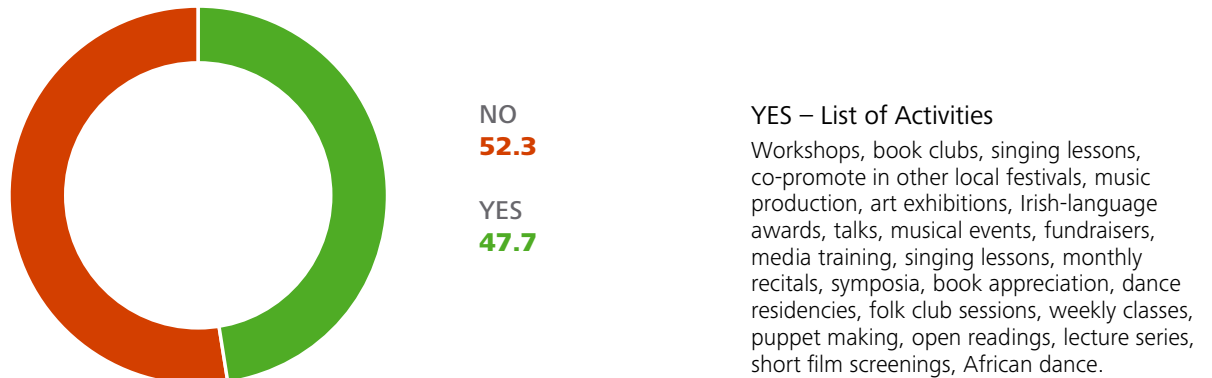 NO
52.3
YES
47.7
YES – List of Activities
Workshops, book clubs, singing lessons,
co-promote in other local festivals, music
production, art exhibitions, Irish-language
awards, talks, musical events, fundraisers,
media training, singing lessons, monthly
recitals, symposia, book appreciation, dance
residencies, folk club sessions, weekly classes,
puppet making, open readings, lecture series,
short film screenings, African dance.